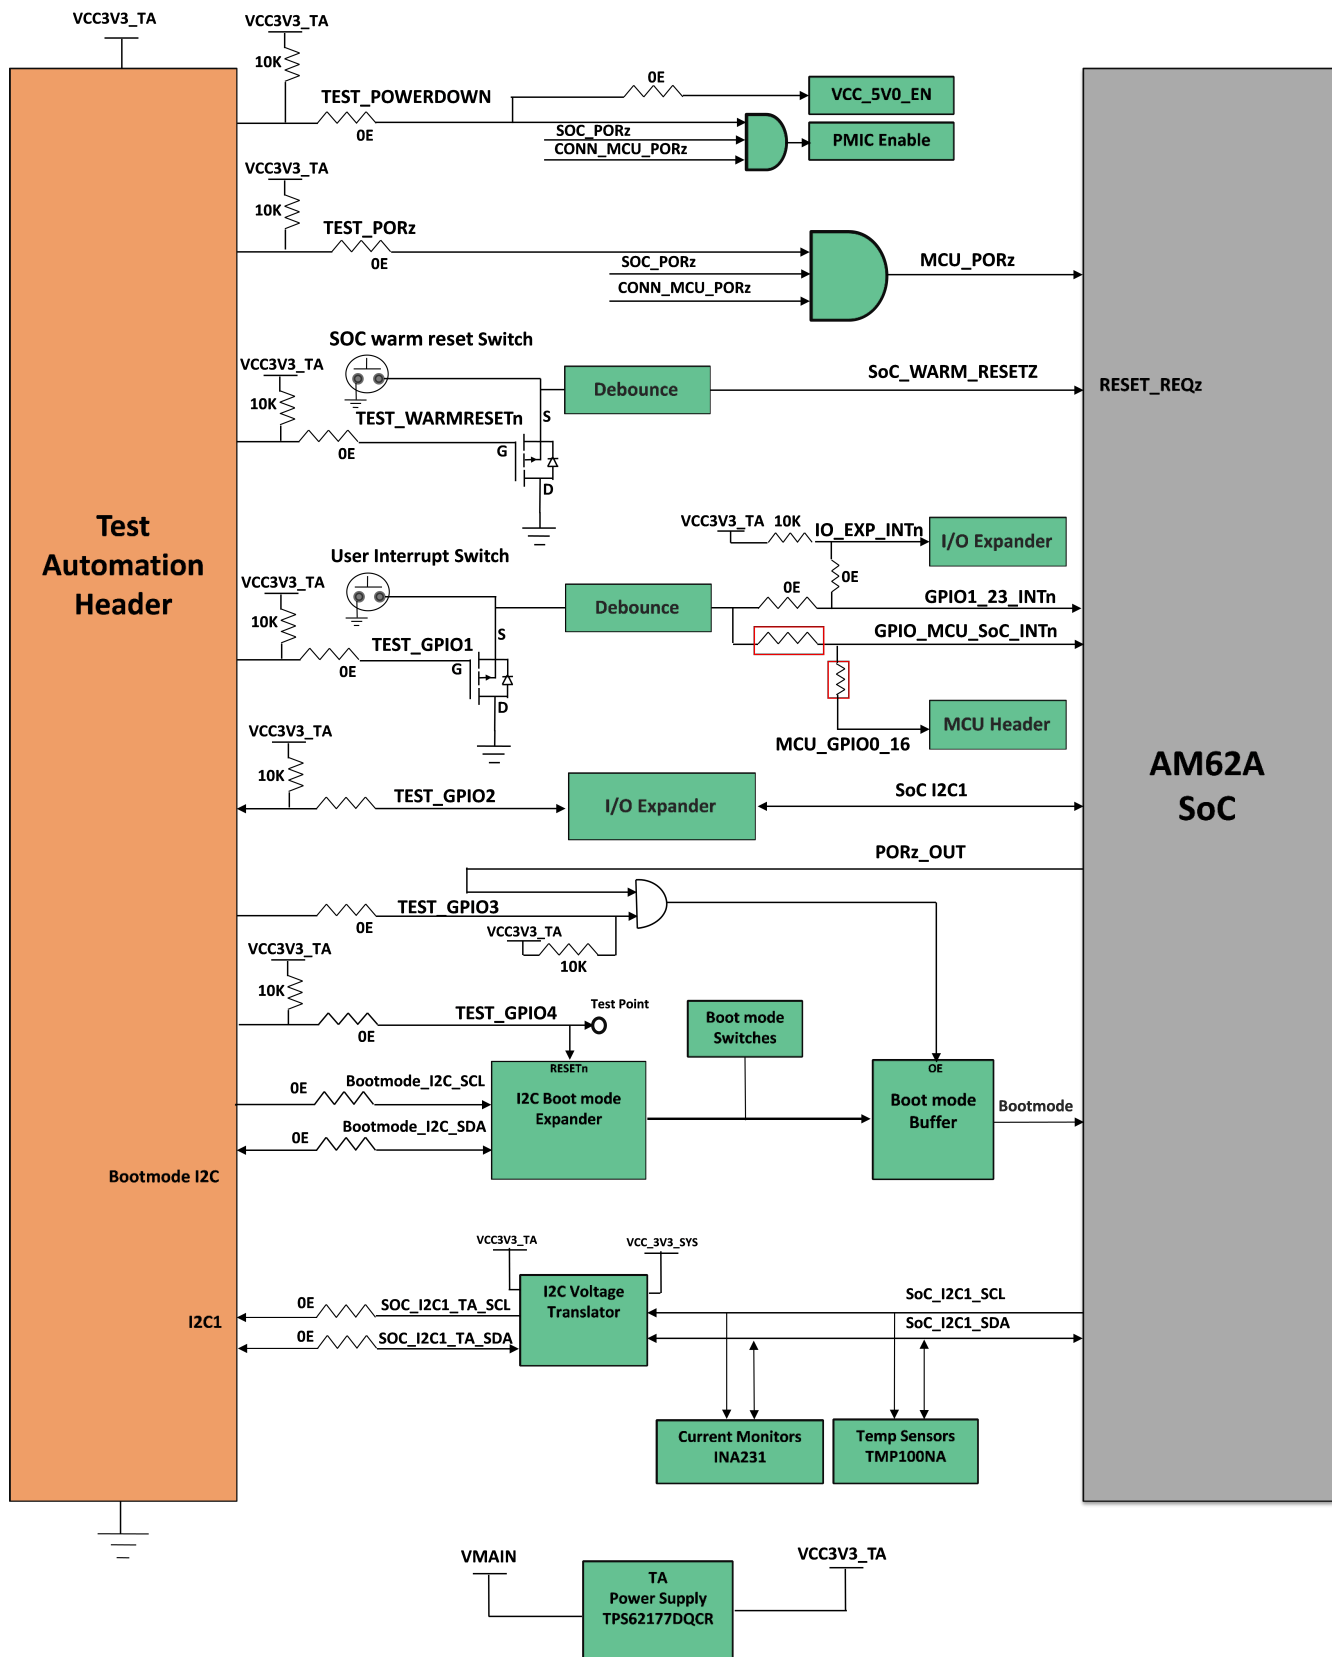 VCC3V3_TA
VCC3V3_TA
10K
TEST_POWERDOWN
0E
0E
VCC_5V0_EN
SOC_PORz
CONN_MCU_PORz
PMIC Enable
VCC3V3_TA
10K
TEST_PORz
0E
SOC_PORz
CONN_MCU_PORz
MCU_PORz
SOC warm reset Switch
VCC3V3_TA
10K
TEST_WARMRESETn
0E
S
G
D
Debounce
SoC_WARM_RESETZ
RESET_REQz
Test
Automation
Header
VCC3V3_TA
10K
IO_EXP_INTn
I/O Expander
User Interrupt Switch
VCC3V3_TA
10K
TEST_GPIO1
0E
S
G
D
Debounce
0E
0E
GPIO1_23_INTn
GPIO_MCU_SoC_INTn
MCU_GPIO0_16
MCU Header
AM62A
SoC
VCC3V3_TA
10K
TEST_GPIO2
I/O Expander
SoC I2C1
PORz_OUT
TEST_GPIO3
0E
VCC3V3_TA
10K
VCC3V3_TA
10K
TEST_GPIO4
0E
Test Point
Boot mode
Switches
RESETn
I2C Boot mode
Expander
OE
Boot mode
Buffer
Bootmode
0E
Bootmode_I2C_SCL
0E
Bootmode_I2C_SDA
Bootmode I2C
VCC3V3_TA
VCC_3V3_SYS
I2C Voltage
Translator
I2C1
0E
SOC_I2C1_TA_SCL
0E
SOC_I2C1_TA_SDA
SoC_I2C1_SCL
SoC_I2C1_SDA
Current Monitors
INA231
Temp Sensors
TMP100NA
VMAIN
TA
Power Supply
TPS62177DQCR
VCC3V3_TA